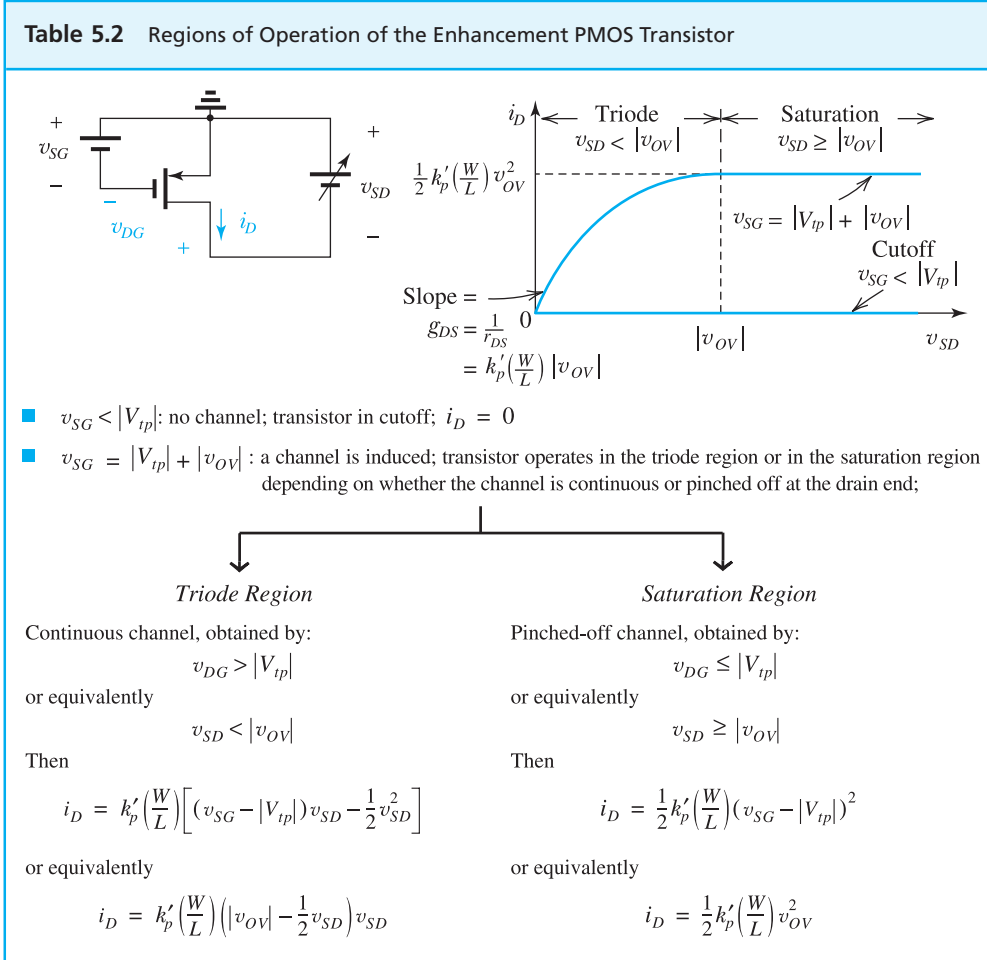 Table 5.2 Regions of Operation of the Enhancement PMOS Transistor
+
v_SG
–
–
v_DG
+
i_D
+
v_SD
–
i_D
Triode
v_SD < |v_OV|
Saturation
v_SD ≥ |v_OV|
½ k′_p (W/L) v²_OV
v_SG = |V_tp| + |v_OV|
Cutoff
v_SG < |V_tp|
Slope =
g_DS = 1/r_DS
= k′_p (W/L) |v_OV|
0
|v_OV|
v_SD
■ v_SG < |V_tp|: no channel; transistor in cutoff; i_D = 0
■ v_SG = |V_tp| + |v_OV| : a channel is induced; transistor operates in the triode region or in the saturation region
depending on whether the channel is continuous or pinched off at the drain end;
Triode Region
Continuous channel, obtained by:
v_DG > |V_tp|
or equivalently
v_SD < |v_OV|
Then
i_D = k′_p (W/L) [(v_SG – |V_tp|) v_SD – ½ v²_SD]
or equivalently
i_D = k′_p (W/L) (|v_OV| – ½ v_SD) v_SD
Saturation Region
Pinched-off channel, obtained by:
v_DG ≤ |V_tp|
or equivalently
v_SD ≥ |v_OV|
Then
i_D = ½ k′_p (W/L) (v_SG – |V_tp|)²
or equivalently
i_D = ½ k′_p (W/L) v²_OV